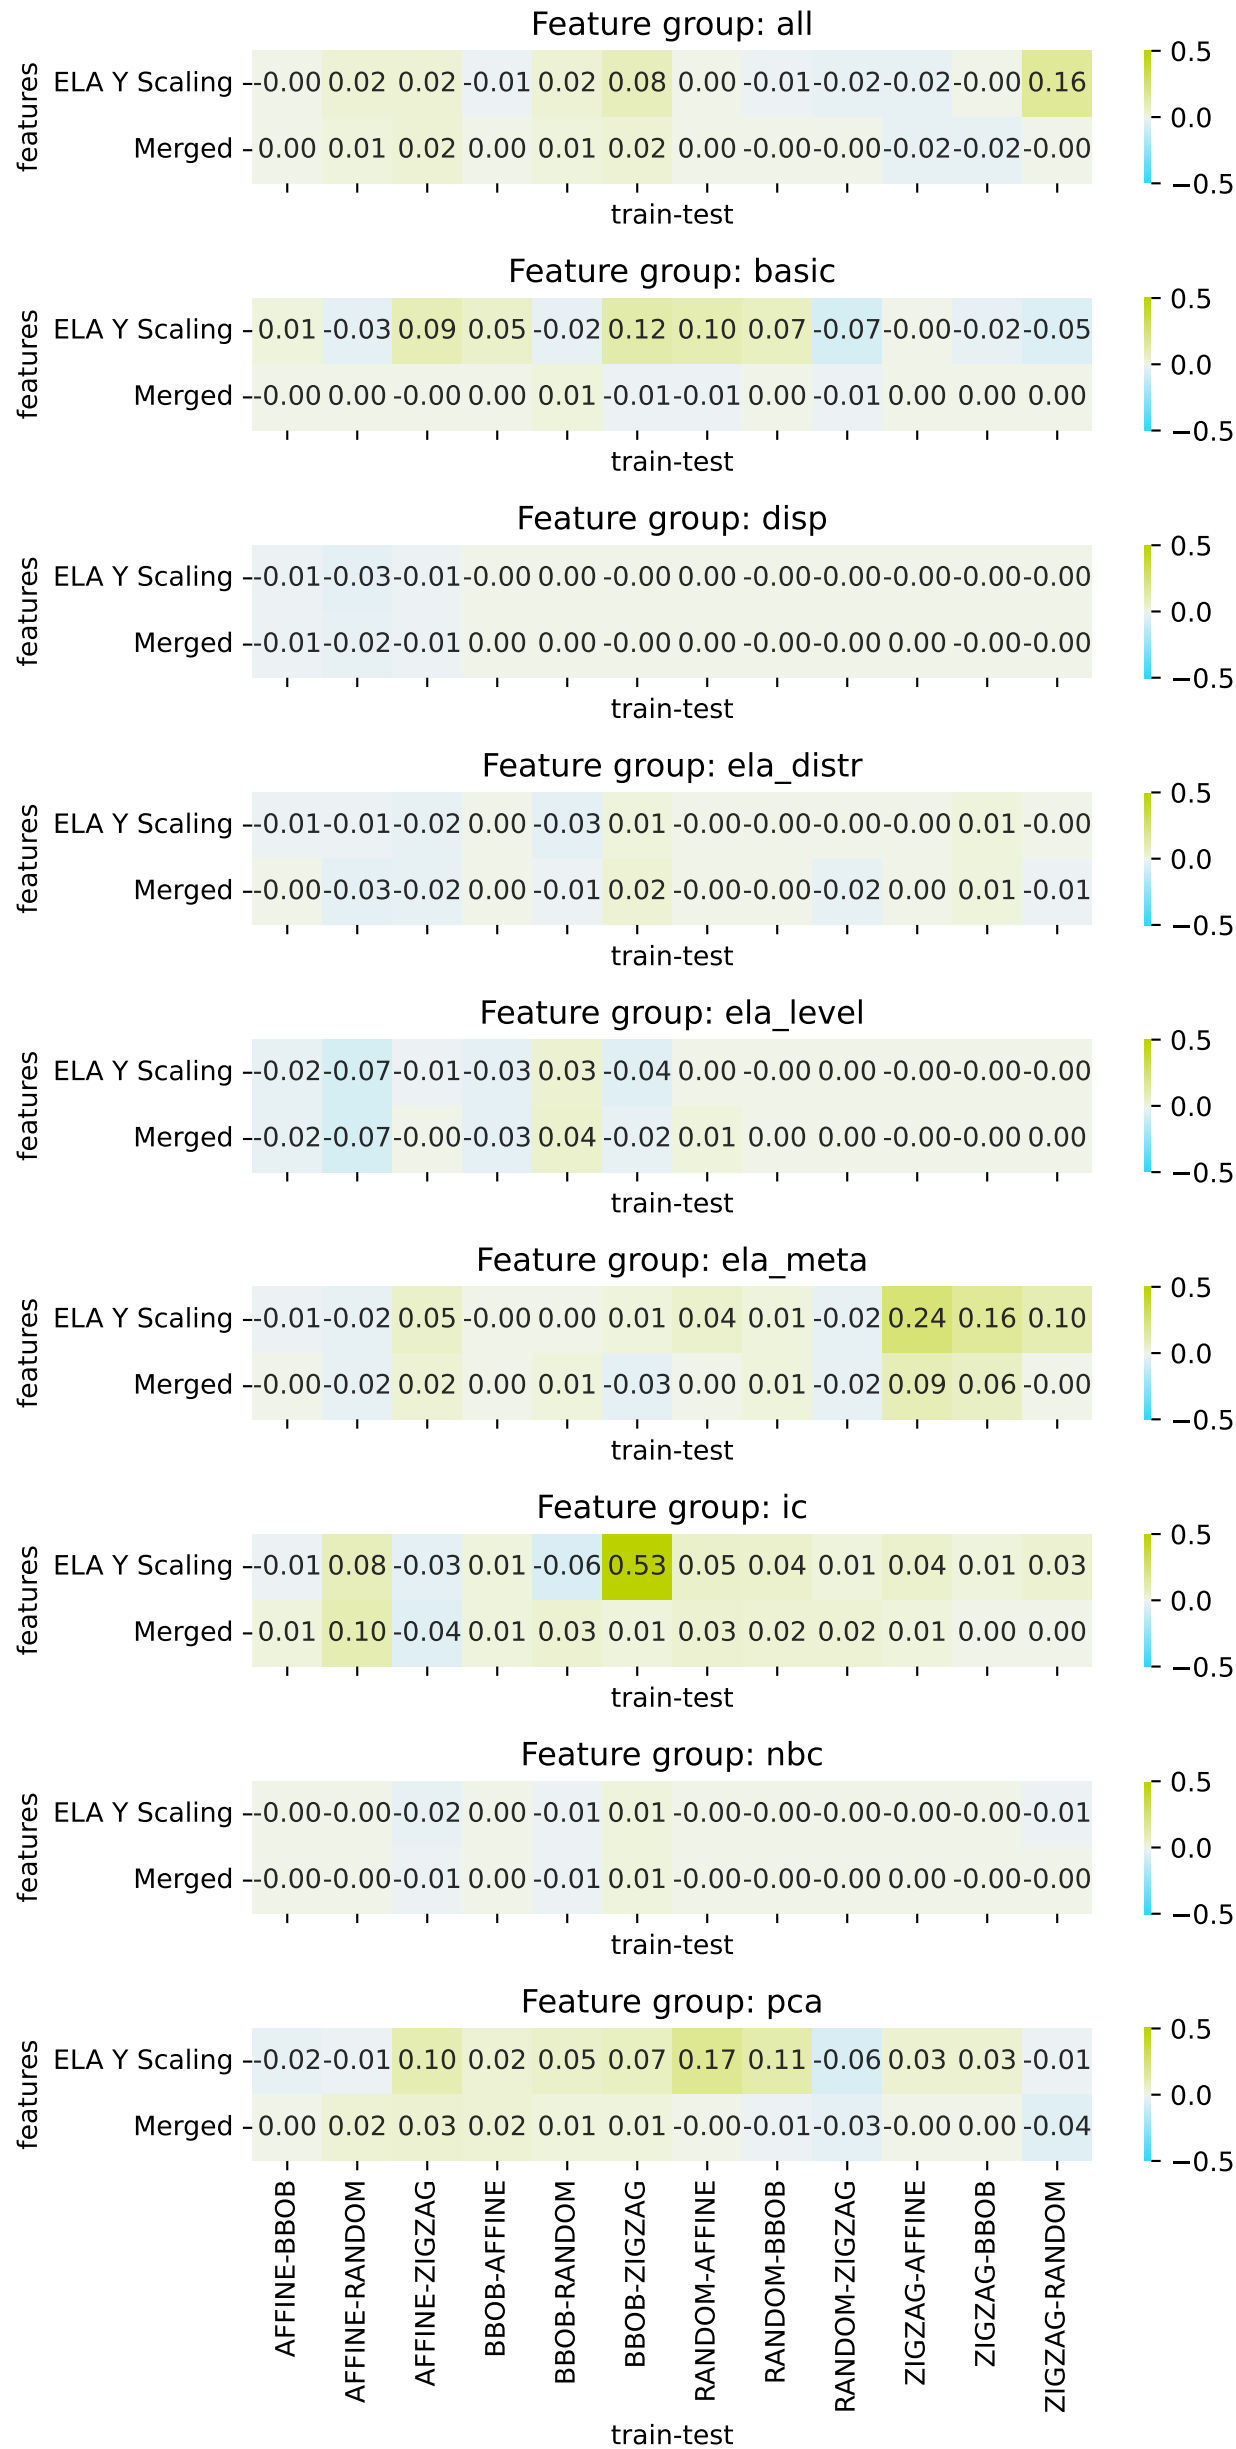 Feature group: all
features
ELA Y Scaling -0.00 0.02 0.02 -0.01 0.02 0.08 0.00 -0.01 -0.02 -0.02 -0.00 0.16
Merged 0.00 0.01 0.02 0.00 0.01 0.02 0.00 -0.00 -0.00 -0.02 -0.02 -0.00
train-test
0.5
0.0
−0.5
Feature group: basic
features
ELA Y Scaling 0.01 -0.03 0.09 0.05 -0.02 0.12 0.10 0.07 -0.07 -0.00 -0.02 -0.05
Merged -0.00 0.00 -0.00 0.00 0.01 -0.01 -0.01 0.00 -0.01 0.00 0.00 0.00
train-test
0.5
0.0
−0.5
Feature group: disp
features
ELA Y Scaling -0.01 -0.03 -0.01 -0.00 0.00 -0.00 0.00 -0.00 -0.00 -0.00 -0.00 -0.00
Merged -0.01 -0.02 -0.01 0.00 0.00 -0.00 0.00 -0.00 -0.00 0.00 -0.00 -0.00
train-test
0.5
0.0
−0.5
Feature group: ela_distr
features
ELA Y Scaling -0.01 -0.01 -0.02 0.00 -0.03 0.01 -0.00 -0.00 -0.00 -0.00 0.01 -0.00
Merged -0.00 -0.03 -0.02 0.00 -0.01 0.02 -0.00 -0.00 -0.02 0.00 0.01 -0.01
train-test
0.5
0.0
−0.5
Feature group: ela_level
features
ELA Y Scaling -0.02 -0.07 -0.01 -0.03 0.03 -0.04 0.00 -0.00 0.00 -0.00 -0.00 -0.00
Merged -0.02 -0.07 -0.00 -0.03 0.04 -0.02 0.01 0.00 0.00 -0.00 -0.00 0.00
train-test
0.5
0.0
−0.5
Feature group: ela_meta
features
ELA Y Scaling -0.01 -0.02 0.05 -0.00 0.00 0.01 0.04 0.01 -0.02 0.24 0.16 0.10
Merged -0.00 -0.02 0.02 0.00 0.01 -0.03 0.00 0.01 -0.02 0.09 0.06 -0.00
train-test
0.5
0.0
−0.5
Feature group: ic
features
ELA Y Scaling -0.01 0.08 -0.03 0.01 -0.06 0.53 0.05 0.04 0.01 0.04 0.01 0.03
Merged 0.01 0.10 -0.04 0.01 0.03 0.01 0.03 0.02 0.02 0.01 0.00 0.00
train-test
0.5
0.0
−0.5
Feature group: nbc
features
ELA Y Scaling -0.00 -0.00 -0.02 0.00 -0.01 0.01 -0.00 -0.00 -0.00 -0.00 -0.00 -0.01
Merged -0.00 -0.00 -0.01 0.00 -0.01 0.01 -0.00 -0.00 -0.00 0.00 -0.00 -0.00
train-test
0.5
0.0
−0.5
Feature group: pca
features
ELA Y Scaling -0.02 -0.01 0.10 0.02 0.05 0.07 0.17 0.11 -0.06 0.03 0.03 -0.01
Merged 0.00 0.02 0.03 0.02 0.01 0.01 -0.00 -0.01 -0.03 -0.00 0.00 -0.04
0.5
0.0
−0.5
AFFINE-BBOB
AFFINE-RANDOM
AFFINE-ZIGZAG
BBOB-AFFINE
BBOB-RANDOM
BBOB-ZIGZAG
RANDOM-AFFINE
RANDOM-BBOB
RANDOM-ZIGZAG
ZIGZAG-AFFINE
ZIGZAG-BBOB
ZIGZAG-RANDOM
train-test